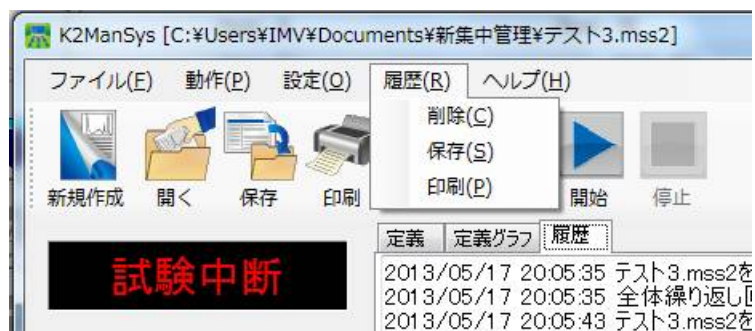 K2ManSys [C:¥Users¥IMV¥Documents¥新集中管理¥テスト3.mss2]
ファイル(F) 動作(P) 設定(O) 履歴(R) ヘルプ(H)
削除(C)
保存(S)
印刷(P)
新規作成 開く 保存 印刷 開始 停止
定義 定義グラフ 履歴
試験中断
2013/05/17 20:05:35 テスト3.mss2を
2013/05/17 20:05:35 全体繰り返し
2013/05/17 20:05:43 テスト3.mss2を